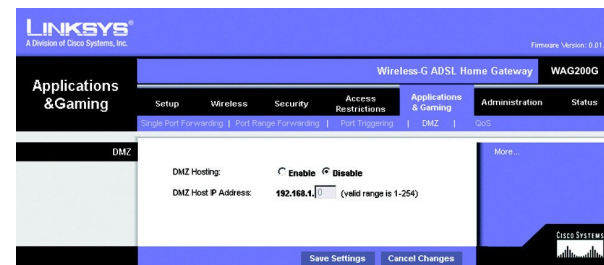 LINKSYS®
A Division of Cisco Systems, Inc.
Firmware Version: 0.01.
Wireless-G ADSL Home Gateway WAG200G
Applications &Gaming
Setup Wireless Security Access Restrictions Applications & Gaming Administration Status
Single Port Forwarding | Port Range Forwarding | Port Triggering | DMZ | QoS
DMZ
More...
DMZ Hosting: Enable Disable
DMZ Host IP Address: 192.168.1. 0 (valid range is 1-254)
CISCO SYSTEMS
Save Settings Cancel Changes